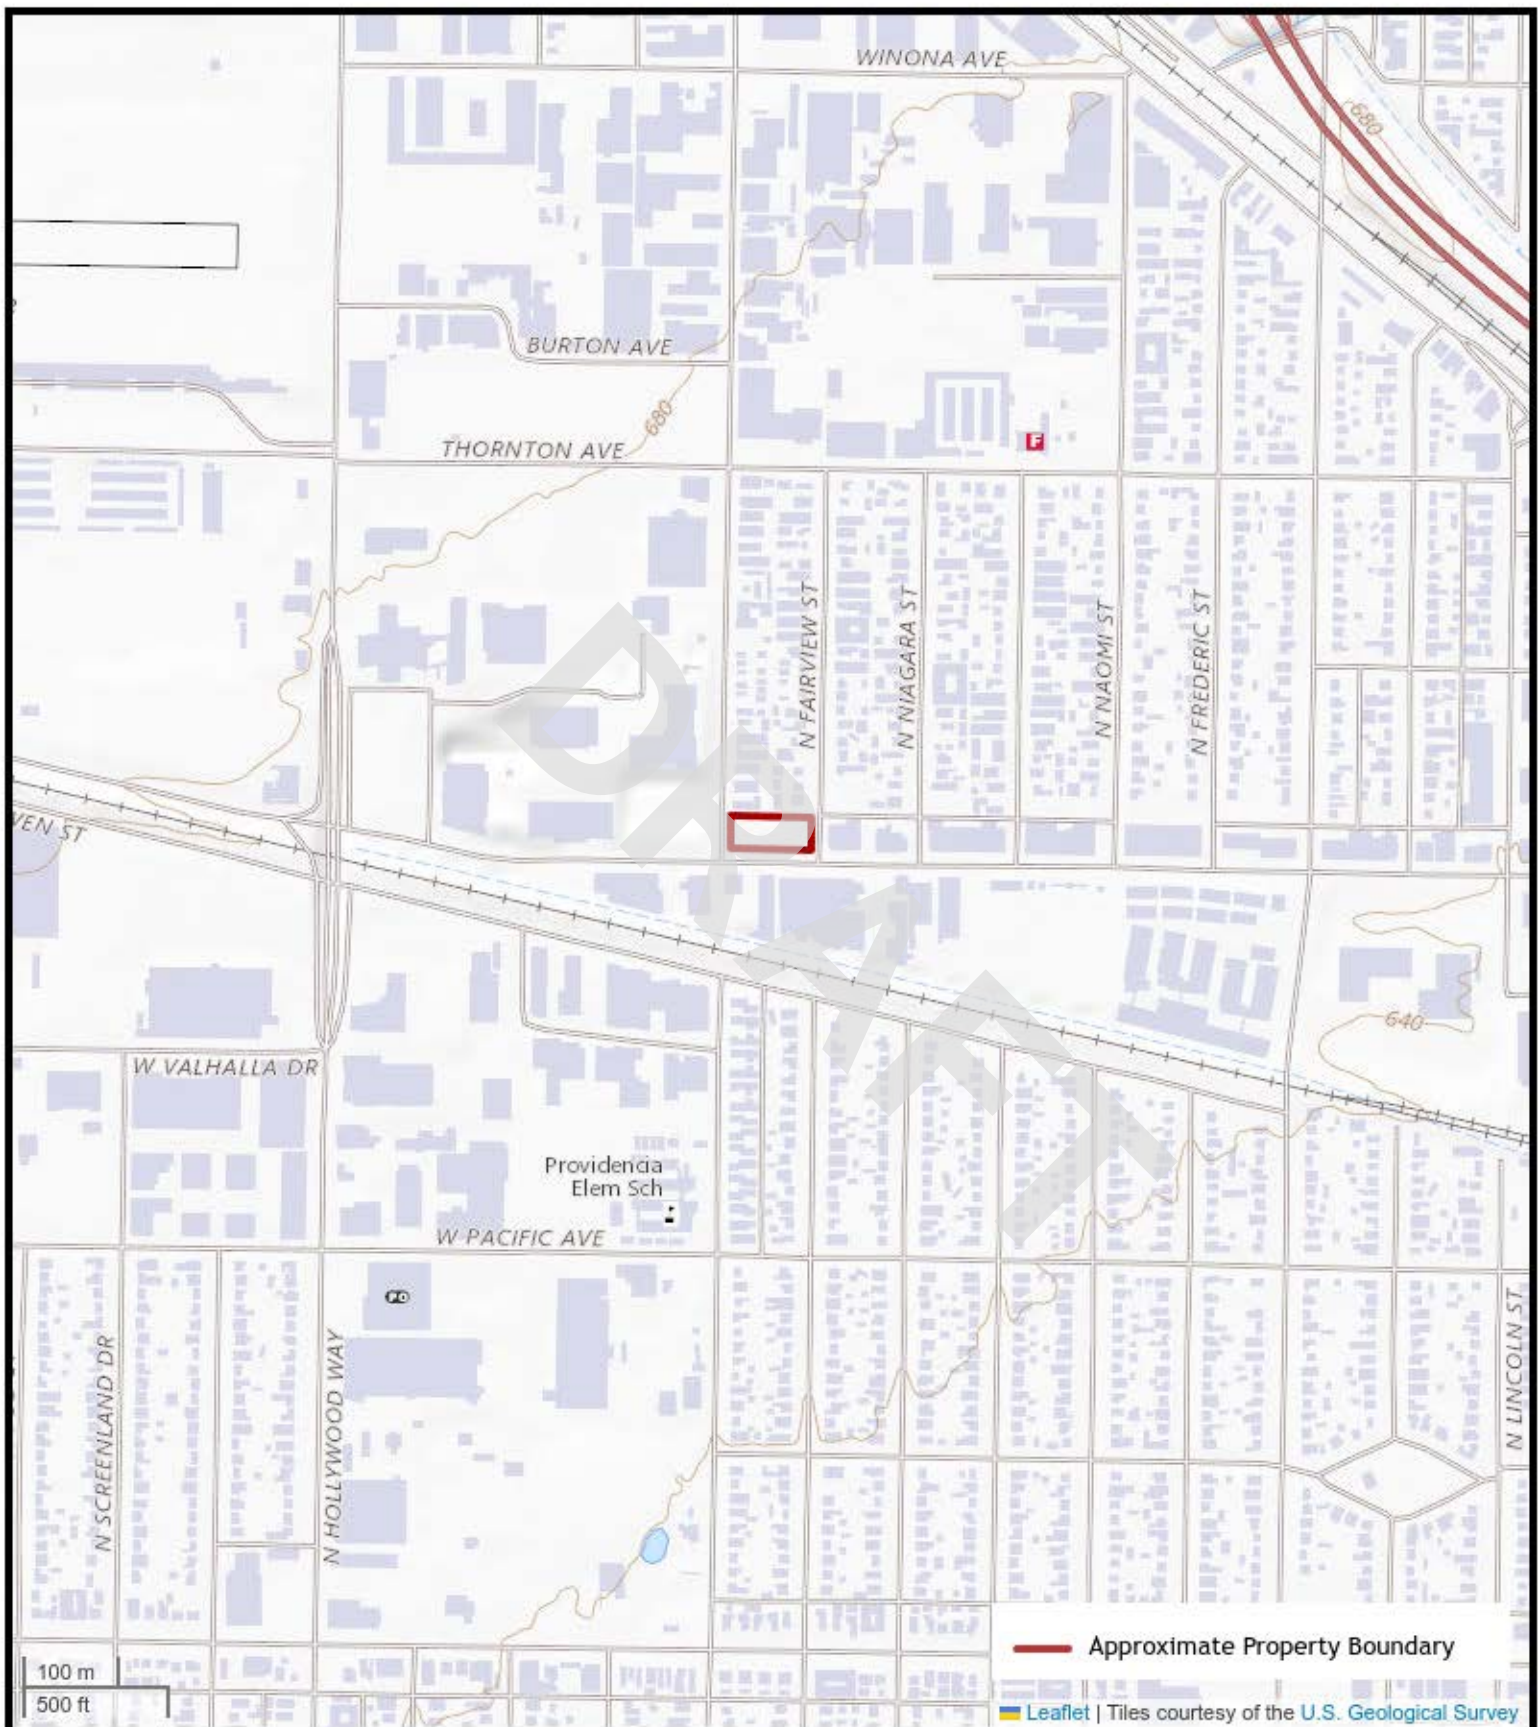 WINONA AVE
680
BURTON AVE
680
THORNTON AVE
F
N FAIRVIEW ST
N NIAGARA ST
N NAOMI ST
N FREDERIC ST
VEN ST
DRAFT
640
W VALHALLA DR
Providencia
Elem Sch
W PACIFIC AVE
N SCREENLAND DR
N HOLLYWOOD WAY
N LINCOLN ST
Approximate Property Boundary
100 m
500 ft
Leaflet | Tiles courtesy of the U.S. Geological Survey